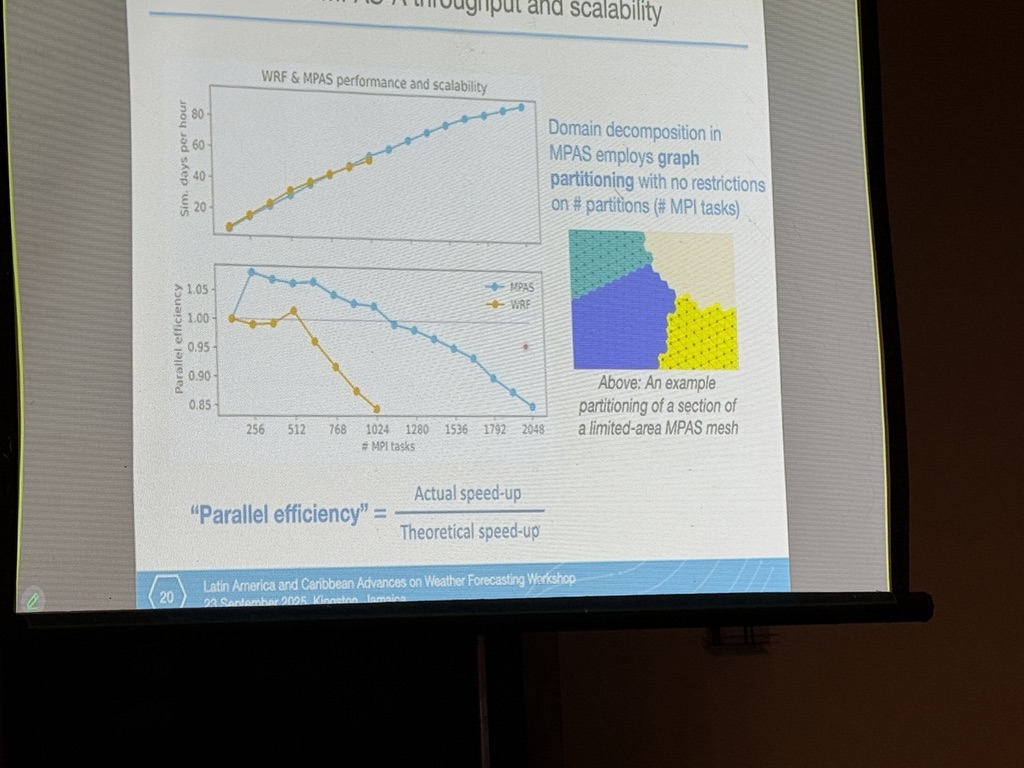 throughput and scalability
WRF & MPAS performance and scalability
Sim. days per hour
80
60
40
20
Parallel efficiency
1.05
1.00
0.95
0.90
0.85
MPAS
WRF
256 512 768 1024 1280 1536 1792 2048
# MPI tasks
Domain decomposition in
MPAS employs graph
partitioning with no restrictions
on # partitions (# MPI tasks)
Above: An example
partitioning of a section of
a limited-area MPAS mesh
“Parallel efficiency” =
Actual speed-up
Theoretical speed-up
20
Latin America and Caribbean Advances on Weather Forecasting Workshop
23 September 2025, Kingston, Jamaica